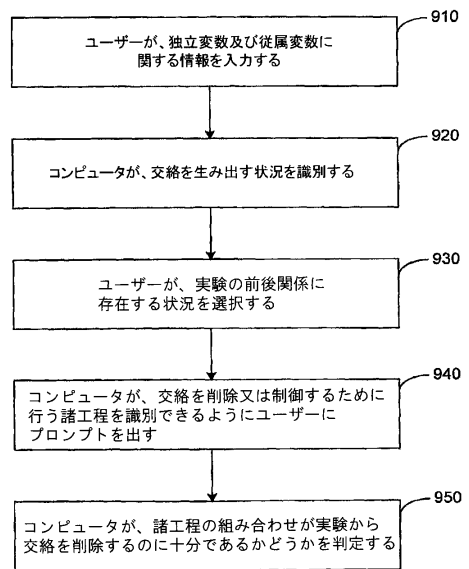 910
ユーザーが、独立変数及び従属変数に
関する情報を入力する
920
コンピュータが、交絡を生み出す状況を識別する
930
ユーザーが、実験の前後関係に
存在する状況を選択する
940
コンピュータが、交絡を削除又は制御するために
行う諸工程を識別できるようにユーザーに
プロンプトを出す
950
コンピュータが、諸工程の組み合わせが実験から
交絡を削除するのに十分であるかどうかを判定する